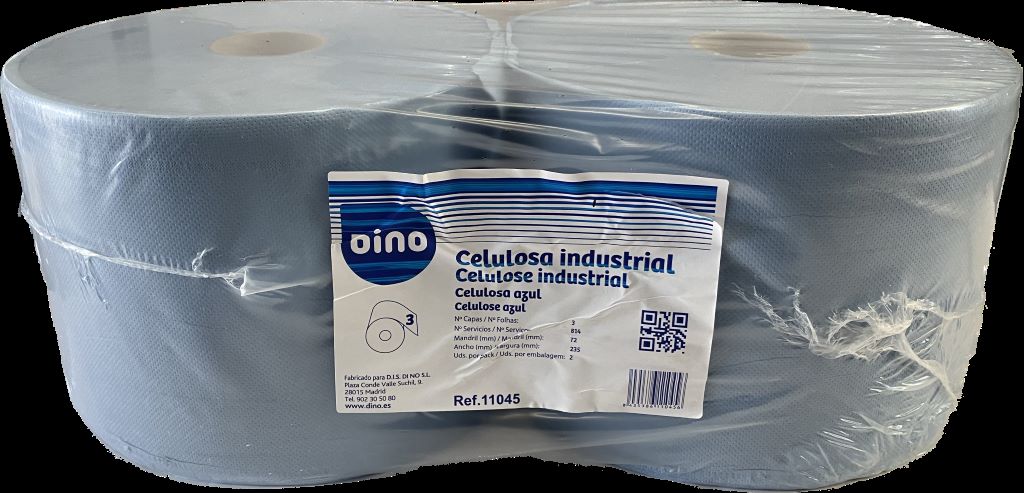 Dino
Celulosa industrial
Celulose industrial
Celulosa azul
Celulose azul
3
Nº Capas / Nº Folhas: 3
Nº Servicios / Nº Serviços: 814
Mandril (mm) / Mandril (mm): 72
Ancho (mm) Largura (mm): 235
Uds. por pack / Uds. por embalagem: 2
Fabricado para D.I.S. DI NO S.L.
Plaza Conde Valle Suchil, 9.
28015 Madrid
Tel. 902 30 50 80
www.dino.es
Ref.11045